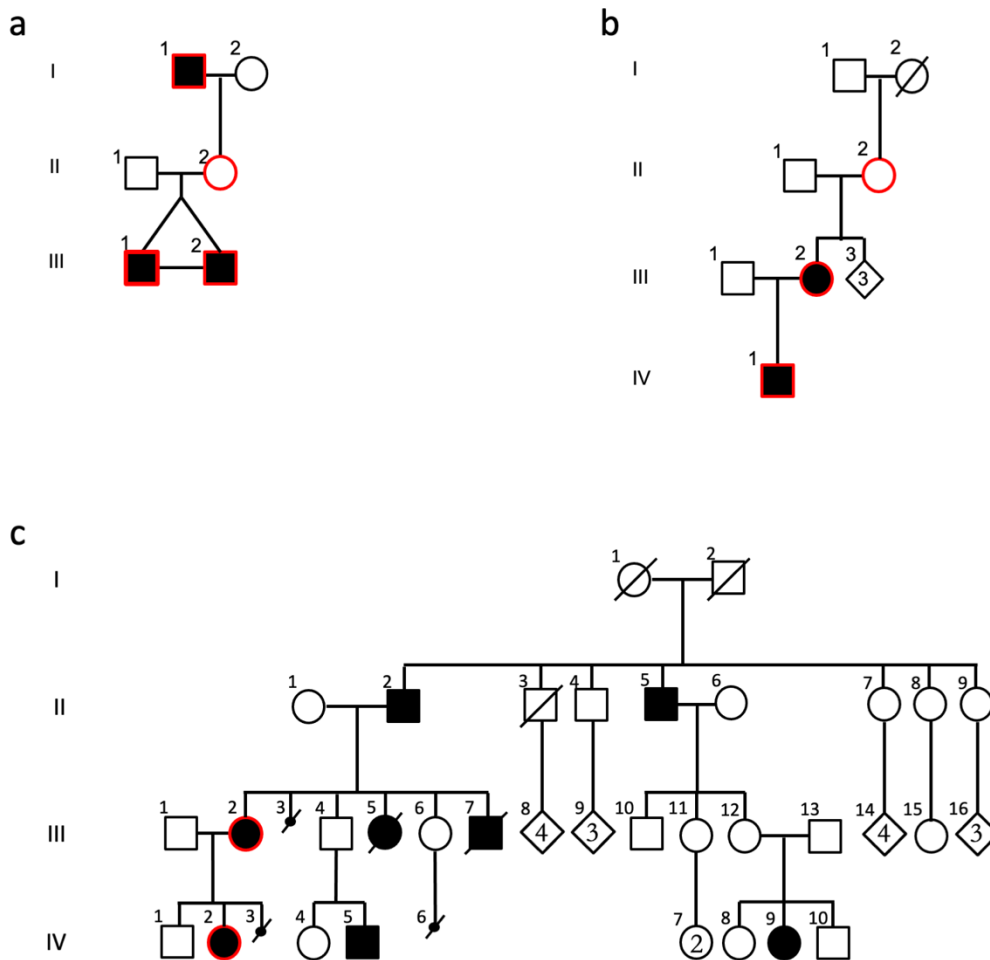 a
1 2
I
1 2
II
1 2
III
b
1 2
I
1 2
II
1 2 3
III 3
1
IV
c
1 2
I
1 2 3 4 5 6 7 8 9
II
1 2 3 4 5 6 7 8 9 10 11 12 13 14 15 16
III 4 3 4 3
1 2 3 4 5 6 7 8 9 10
IV 2